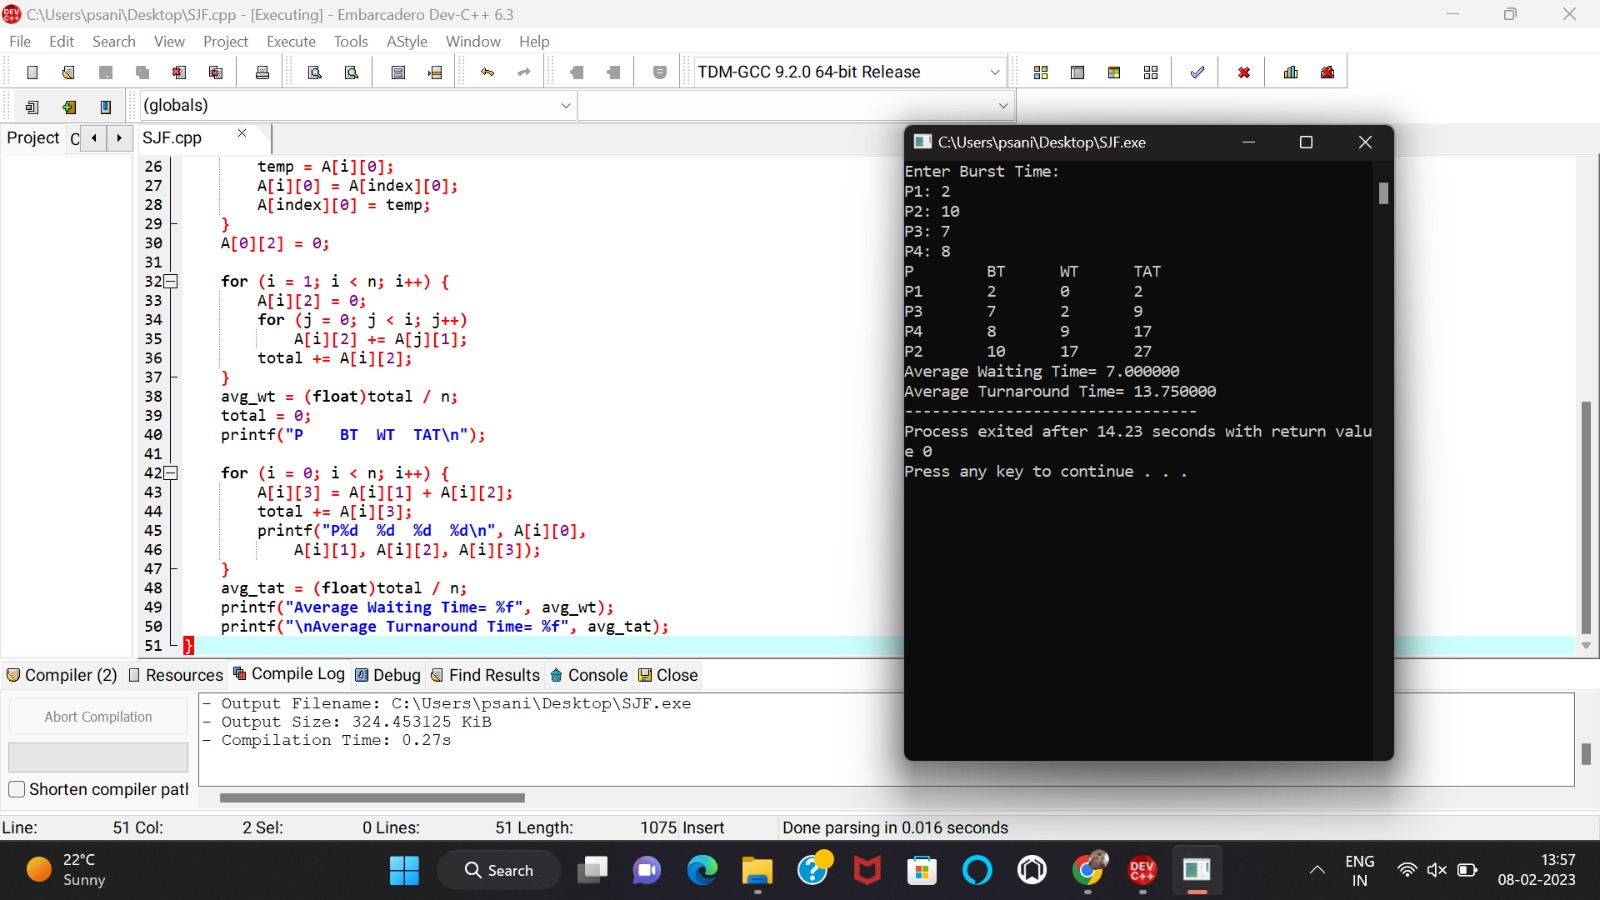 C:\Users\psani\Desktop\SJF.cpp - [Executing] - Embarcadero Dev-C++ 6.3
File Edit Search View Project Execute Tools AStyle Window Help
TDM-GCC 9.2.0 64-bit Release
(globals)
Project C SJF.cpp
26 temp = A[i][0];
27 A[i][0] = A[index][0];
28 A[index][0] = temp;
29 }
30 A[0][2] = 0;
31
32 for (i = 1; i < n; i++) {
33 A[i][2] = 0;
34 for (j = 0; j < i; j++)
35 A[i][2] += A[j][1];
36 total += A[i][2];
37 }
38 avg_wt = (float)total / n;
39 total = 0;
40 printf("P    BT  WT  TAT\n");
41
42 for (i = 0; i < n; i++) {
43 A[i][3] = A[i][1] + A[i][2];
44 total += A[i][3];
45 printf("P%d  %d  %d  %d\n", A[i][0],
46 A[i][1], A[i][2], A[i][3]);
47 }
48 avg_tat = (float)total / n;
49 printf("Average Waiting Time= %f", avg_wt);
50 printf("\nAverage Turnaround Time= %f", avg_tat);
51 }
C:\Users\psani\Desktop\SJF.exe
Enter Burst Time:
P1: 2
P2: 10
P3: 7
P4: 8
P BT WT TAT
P1 2 0 2
P3 7 2 9
P4 8 9 17
P2 10 17 27
Average Waiting Time= 7.000000
Average Turnaround Time= 13.750000
--------------------------------
Process exited after 14.23 seconds with return valu
e 0
Press any key to continue . . .
Compiler (2) Resources Compile Log Debug Find Results Console Close
Abort Compilation
Shorten compiler path
- Output Filename: C:\Users\psani\Desktop\SJF.exe
- Output Size: 324.453125 KiB
- Compilation Time: 0.27s
Line: 51 Col: 2 Sel: 0 Lines: 51 Length: 1075 Insert Done parsing in 0.016 seconds
22°C
Sunny
Search
DEV
C++
ENG
IN
13:57
08-02-2023